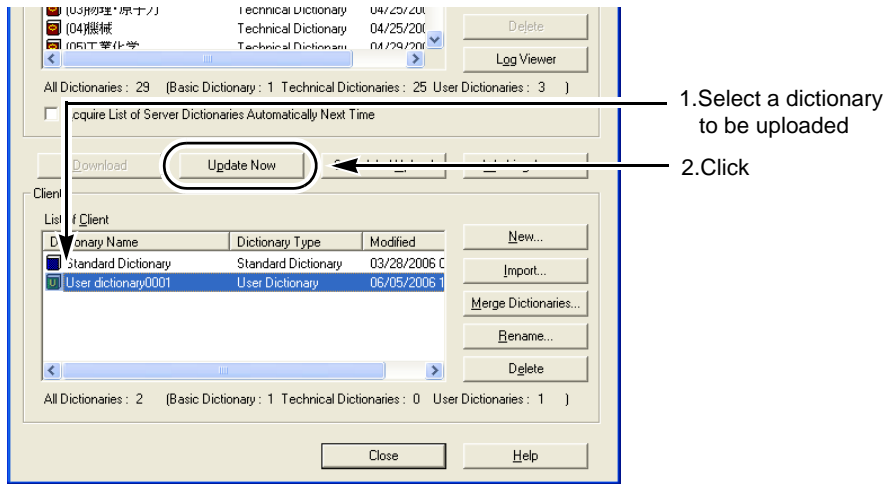 (03)物理・原子力 Technical Dictionary 04/25/200
(04)機械 Technical Dictionary 04/25/200
(05)工業化学 Technical Dictionary 04/29/200
Delete
Log Viewer
All Dictionaries : 29 (Basic Dictionary : 1 Technical Dictionaries : 25 User Dictionaries : 3 )
cquire List of Server Dictionaries Automatically Next Time
1.Select a dictionary
to be uploaded
Download Update Now
2.Click
Client
List of Client
Dictionary Name Dictionary Type Modified
Standard Dictionary Standard Dictionary 03/28/2006 0
User dictionary0001 User Dictionary 06/05/2006 1
New...
Import...
Merge Dictionaries...
Rename...
Delete
All Dictionaries : 2 (Basic Dictionary : 1 Technical Dictionaries : 0 User Dictionaries : 1 )
Close Help